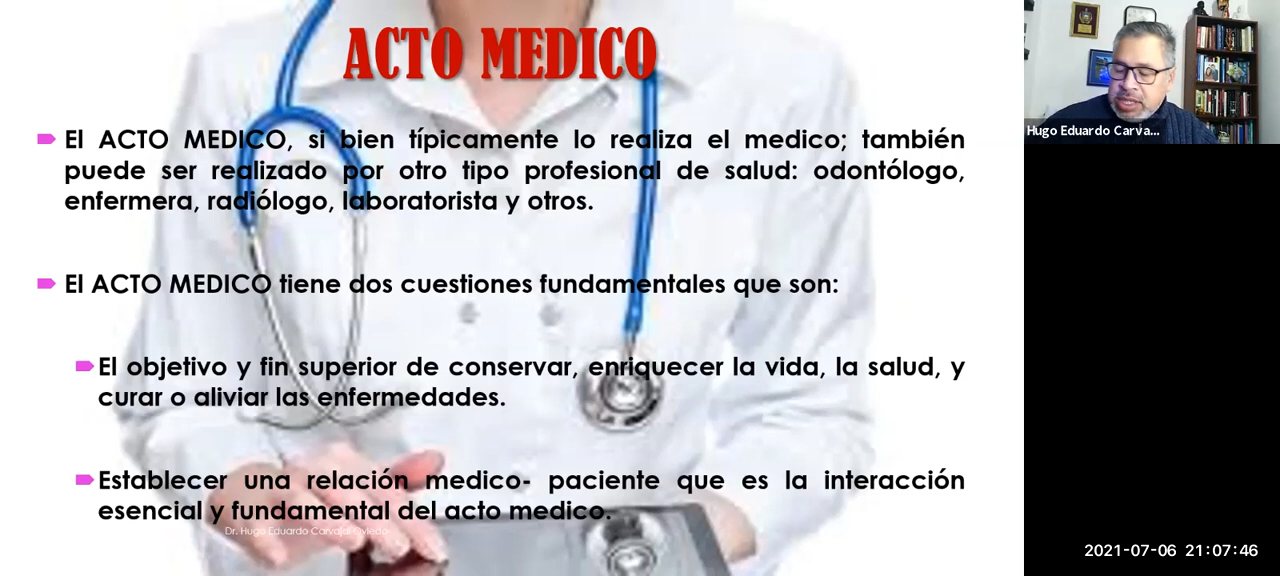 ACTO MEDICO
El ACTO MEDICO, si bien típicamente lo realiza el medico; también
puede ser realizado por otro tipo profesional de salud: odontólogo,
enfermera, radiólogo, laboratorista y otros.
El ACTO MEDICO tiene dos cuestiones fundamentales que son:
El objetivo y fin superior de conservar, enriquecer la vida, la salud, y
curar o aliviar las enfermedades.
Establecer una relación medico- paciente que es la interacción
esencial y fundamental del acto medico.
Dr. Hugo Eduardo Carvajal Oviedo
Hugo Eduardo Carva...
2021-07-06 21:07:46